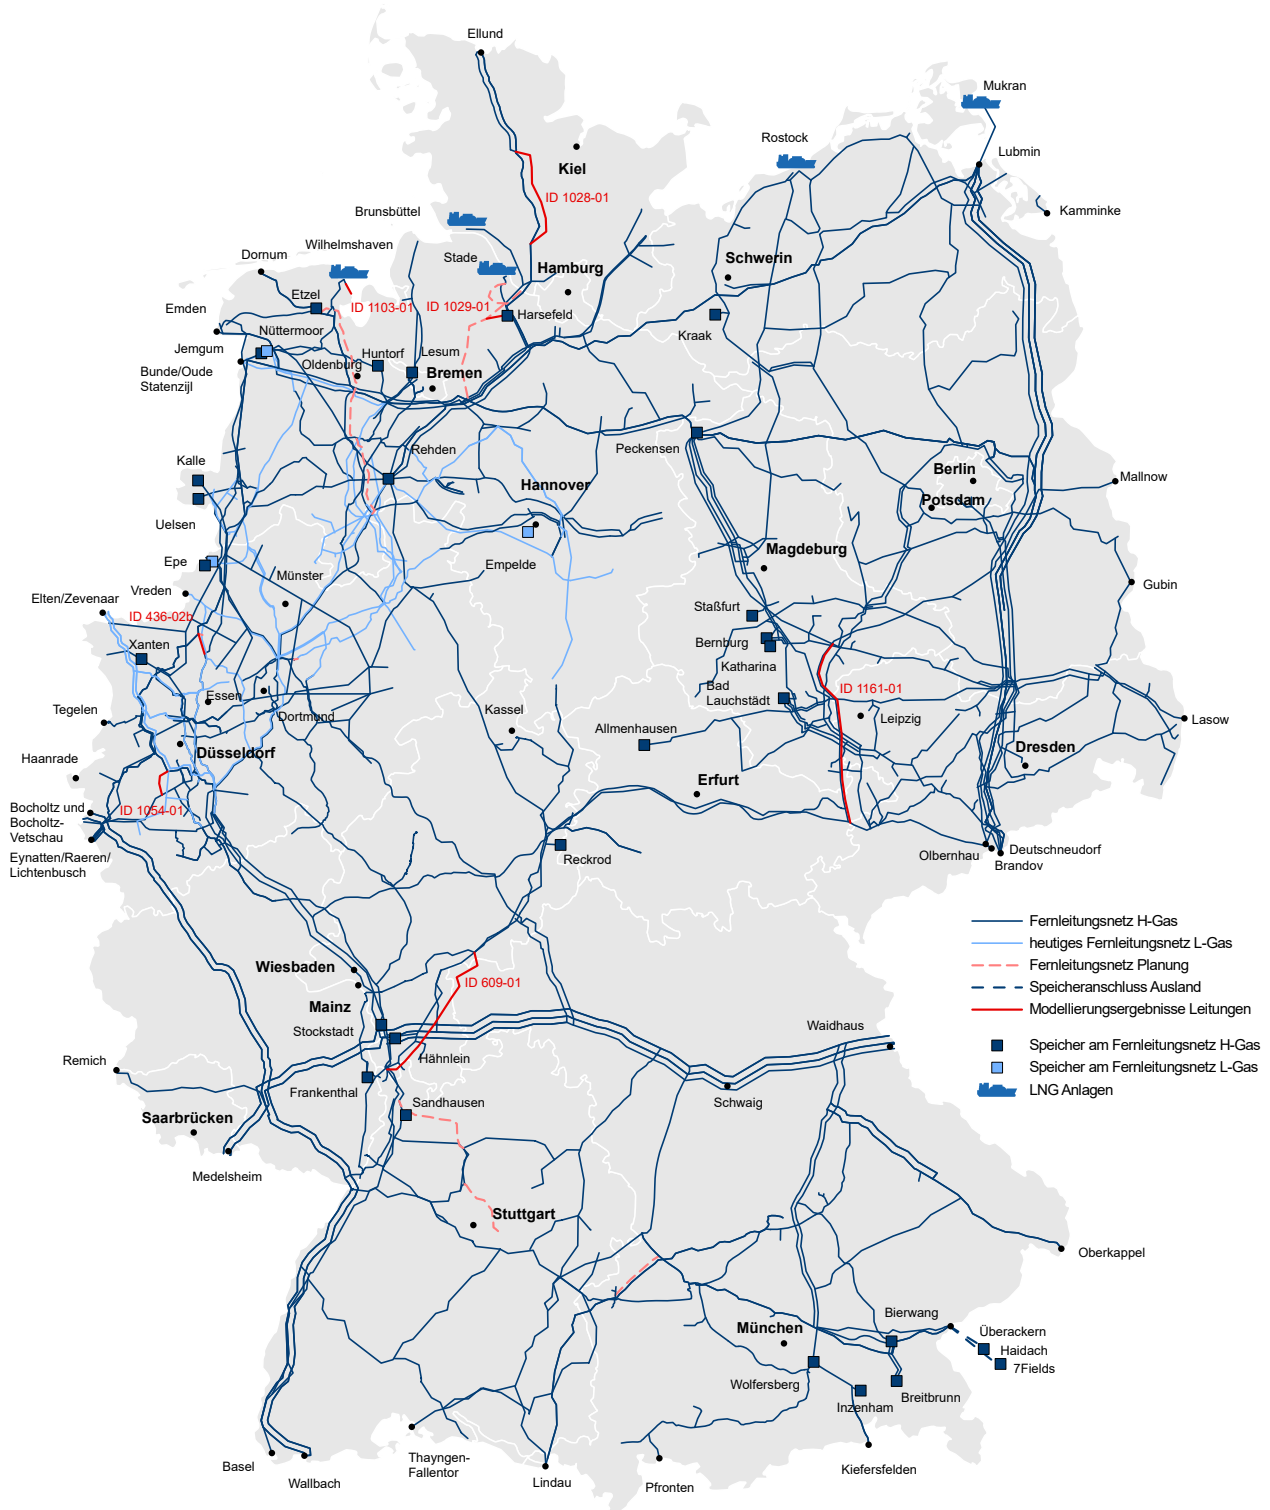 Ellund
Mukran
Rostock
Kiel
Lubmin
ID 1028-01
Brunsbüttel
Kamminke
Wilhelmshaven
Dornum
Stade
Schwerin
Hamburg
Etzel
ID 1103-01
ID 1029-01
Emden
Harsefeld
Nüttermoor
Kraak
Jemgum
Huntorf
Lesum
Oldenburg
Bremen
Bunde/Oude
Statenzijl
Rehden
Peckensen
Kalle
Berlin
Mallnow
Hannover
Potsdam
Uelsen
Magdeburg
Epe
Empelde
Münster
Gubin
Vreden
Elten/Zevenaar
Staßfurt
ID 436-02b
Xanten
Bernburg
Katharina
Essen
Bad
Lauchstädt
ID 1161-01
Tegelen
Dortmund
Kassel
Leipzig
Lasow
Allmenhausen
Düsseldorf
Dresden
Haanrade
Erfurt
Bocholtz und
Bocholtz-
Vetschau
ID 1054-01
Eynatten/Raeren/
Lichtenbusch
Reckrod
Olbernhau
Deutschneudorf
Brandov
Fernleitungsnetz H-Gas
heutiges Fernleitungsnetz L-Gas
Fernleitungsnetz Planung
Speicheranschluss Ausland
Modellierungsergebnisse Leitungen
Speicher am Fernleitungsnetz H-Gas
Speicher am Fernleitungsnetz L-Gas
LNG Anlagen
Wiesbaden
ID 609-01
Mainz
Stockstadt
Waidhaus
Hähnlein
Remich
Frankenthal
Sandhausen
Schwaig
Saarbrücken
Medelsheim
Stuttgart
Oberkappel
Bierwang
München
Überackern
Haidach
7Fields
Wolfersberg
Breitbrunn
Inzenham
Basel
Wallbach
Thayngen-
Fallentor
Lindau
Pfronten
Kiefersfelden